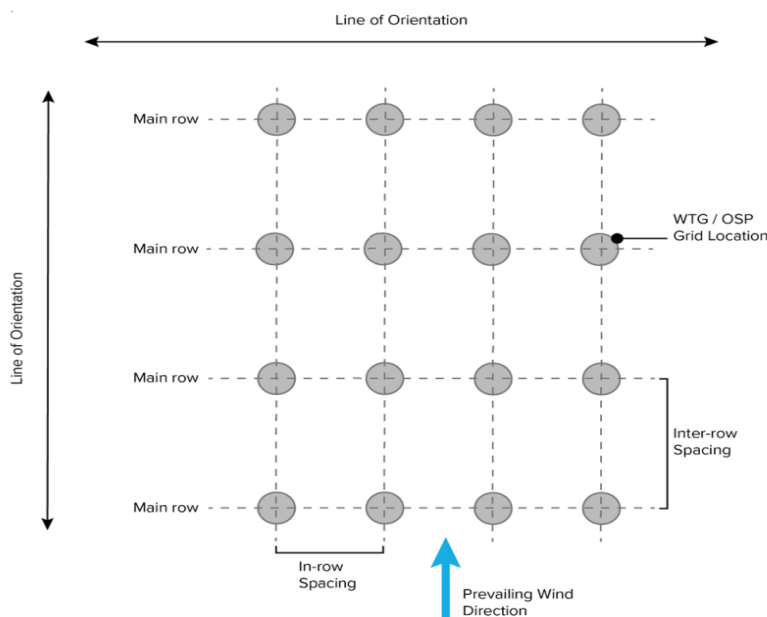 Line of Orientation
Main row
Main row
WTG / OSP
Grid Location
Line of Orientation
Main row
Inter-row
Spacing
Main row
In-row
Spacing
Prevailing Wind
Direction